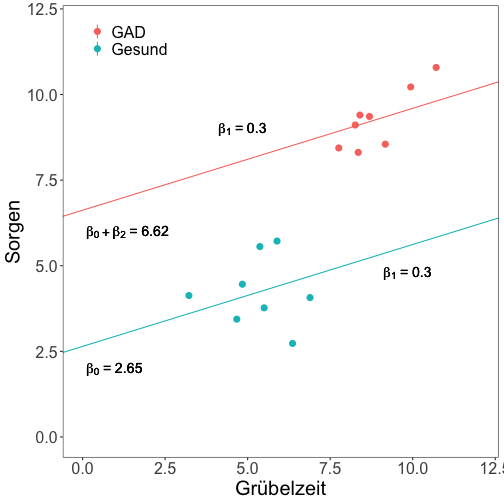 12.5
GAD
Gesund
10.0
β1 = 0.3
7.5
Sorgen
β0 + β2 = 6.62
5.0
β1 = 0.3
2.5
β0 = 2.65
0.0
0.0 2.5 5.0 7.5 10.0 12.5
Grübelzeit